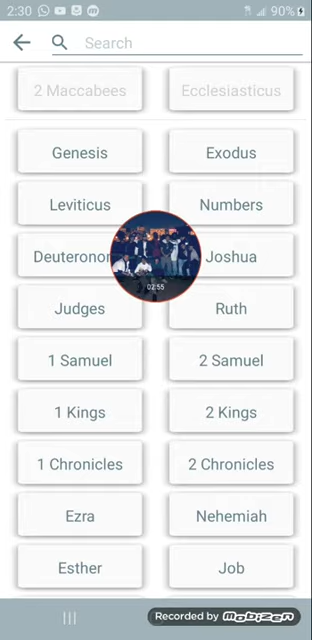 2:30 90%
Search
2 Maccabees Ecclesiasticus
Genesis Exodus
Leviticus Numbers
Deuteronom Joshua
02:55
Judges Ruth
1 Samuel 2 Samuel
1 Kings 2 Kings
1 Chronicles 2 Chronicles
Ezra Nehemiah
Esther Job
Recorded by Mobizen